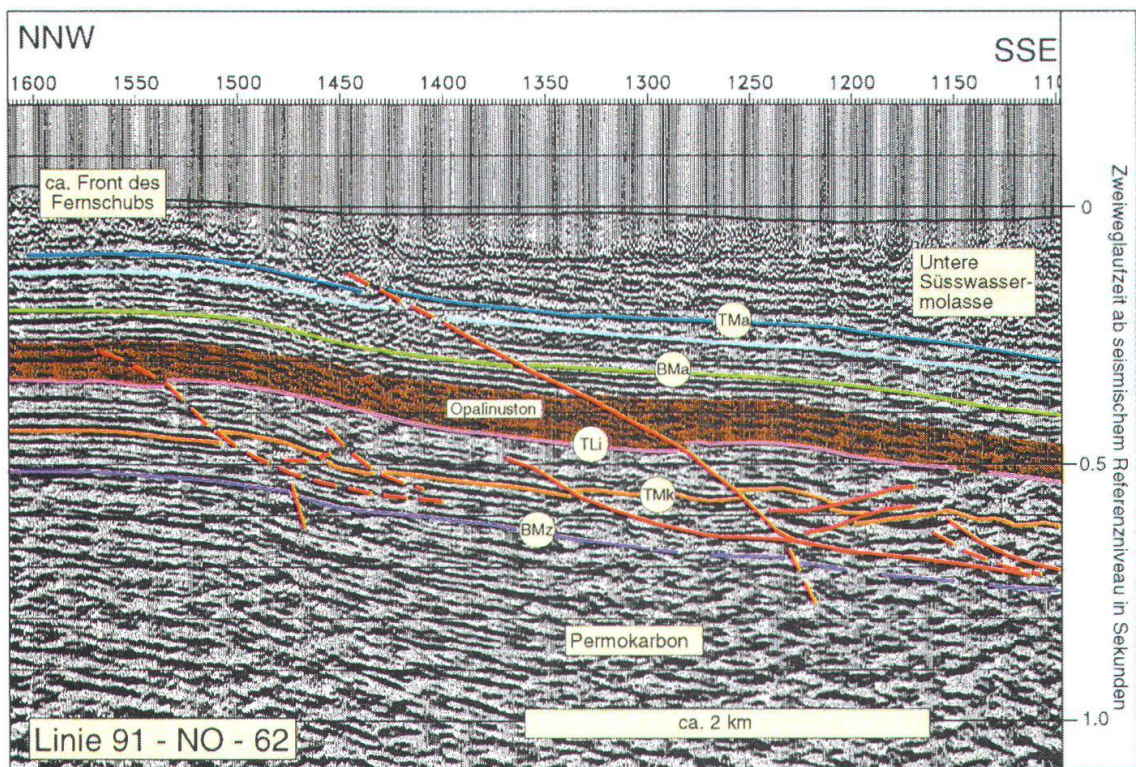 NNW
SSE
1600 1550 1500 1450 1400 1350 1300 1250 1200 1150 110
ca. Front des
Fernschubs
0
Untere
Süsswasser-
molasse
TMa
BMa
Opalinuston
TLi
0.5
TMk
BMz
Permokarbon
ca. 2 km
1.0
Linie 91 - NO - 62
Zweiweglaufzeit ab seismischem Referenzniveau in Sekunden